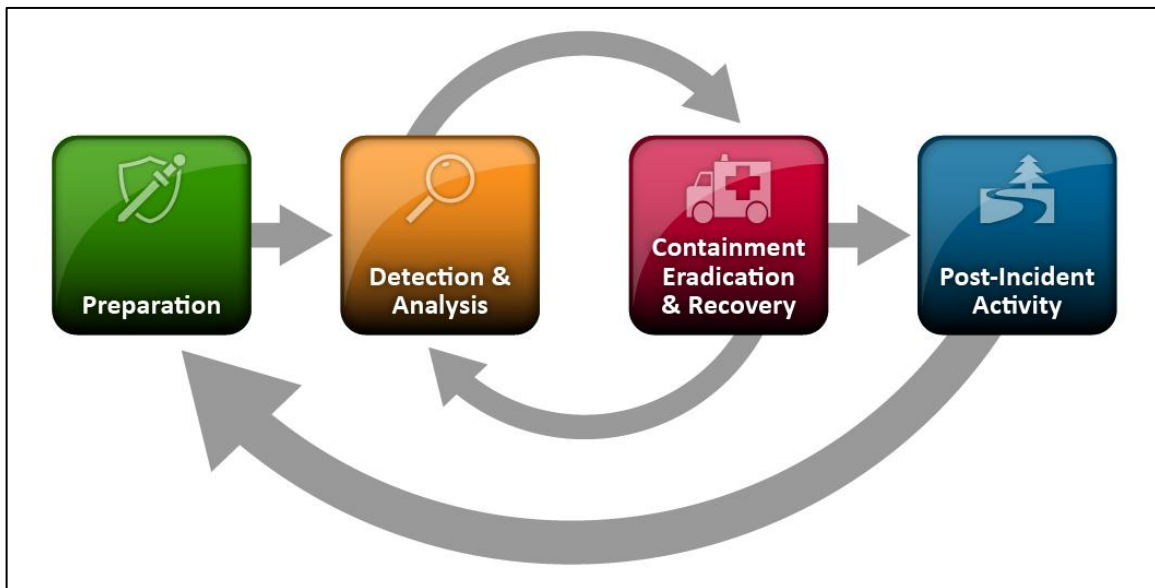 Preparation
Detection &
Analysis
Containment
Eradication
& Recovery
Post-Incident
Activity